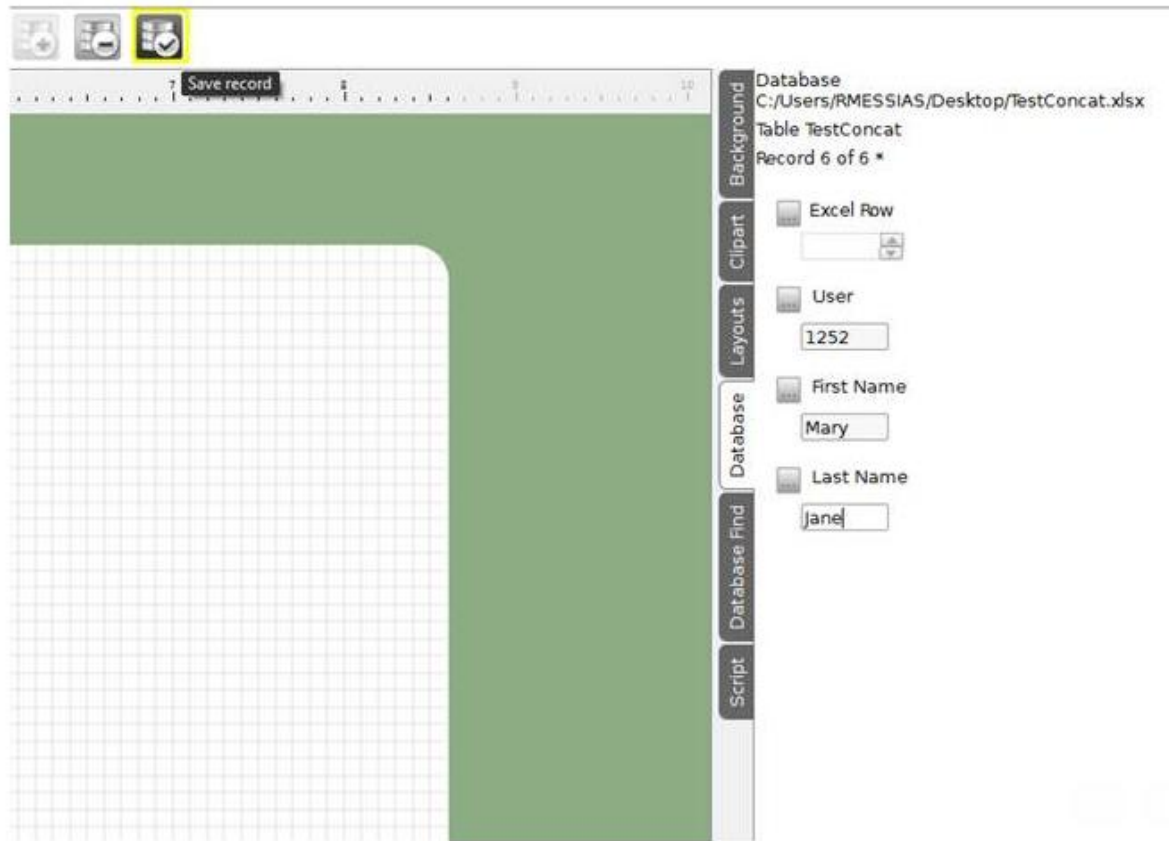 Save record
7
8
9
10
Background
Clipart
Layouts
Database
Database Find
Script
Database
C:/Users/RMESSIAS/Desktop/TestConcat.xlsx
Table TestConcat
Record 6 of 6 *
Excel Row
User
1252
First Name
Mary
Last Name
Jane